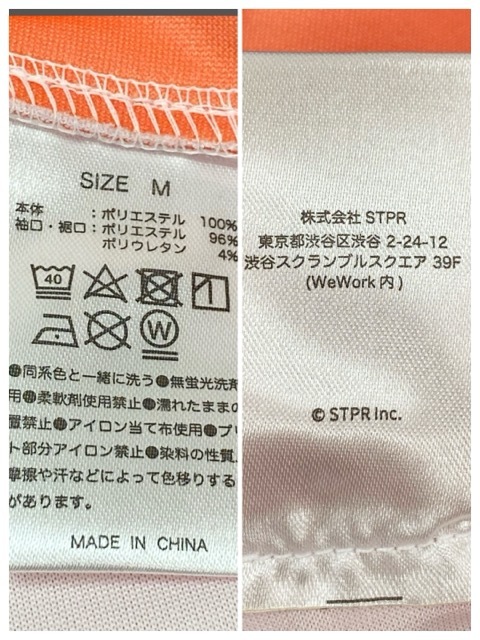 SIZE M
本体 : ポリエステル 100%
袖口・裾口 : ポリエステル 96%
ポリウレタン 4%
40
W
●同系色と一緒に洗う●無蛍光洗剤
用●柔軟剤使用禁止●濡れたままの
置禁止●アイロン当て布使用●プリ
ト部分アイロン禁止●染料の性質
摩擦や汗などによって色移りする
があります。
MADE IN CHINA
株式会社 STPR
東京都渋谷区渋谷 2-24-12
渋谷スクランブルスクエア 39F
(WeWork 内)
© STPR Inc.